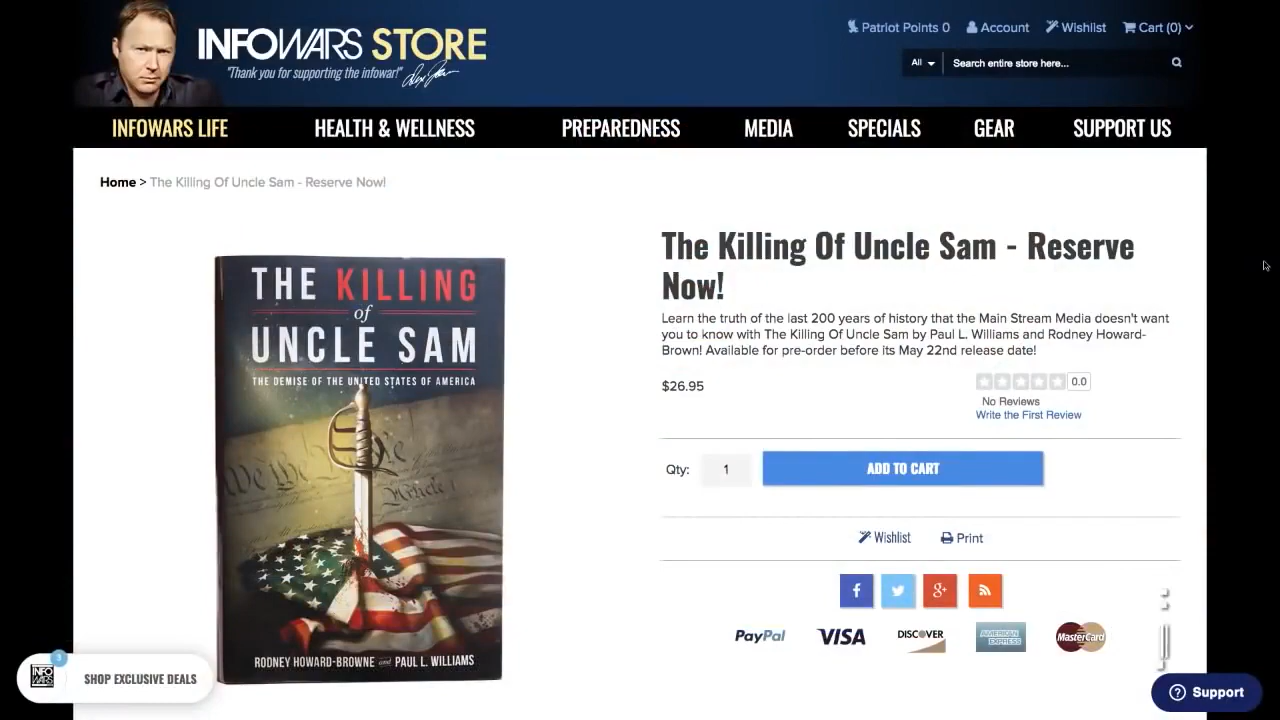 INFOWARS STORE
"Thank you for supporting the infowar!"
Patriot Points 0
Account
Wishlist
Cart (0)
All
Search entire store here...
INFOWARS LIFE
HEALTH & WELLNESS
PREPAREDNESS
MEDIA
SPECIALS
GEAR
SUPPORT US
Home > The Killing Of Uncle Sam - Reserve Now!
THE KILLING
of
UNCLE SAM
THE DEMISE OF THE UNITED STATES OF AMERICA
We the
Article I
RODNEY HOWARD-BROWNE and PAUL L. WILLIAMS
The Killing Of Uncle Sam - Reserve
Now!
Learn the truth of the last 200 years of history that the Main Stream Media doesn't want
you to know with The Killing Of Uncle Sam by Paul L. Williams and Rodney Howard-
Brown! Available for pre-order before its May 22nd release date!
$26.95
0.0
No Reviews
Write the First Review
Qty:
1
ADD TO CART
Wishlist
Print
f
g+
PayPal
VISA
DISCOVER
AMERICAN EXPRESS
MasterCard
3
INFO
WARS
SHOP EXCLUSIVE DEALS
Support